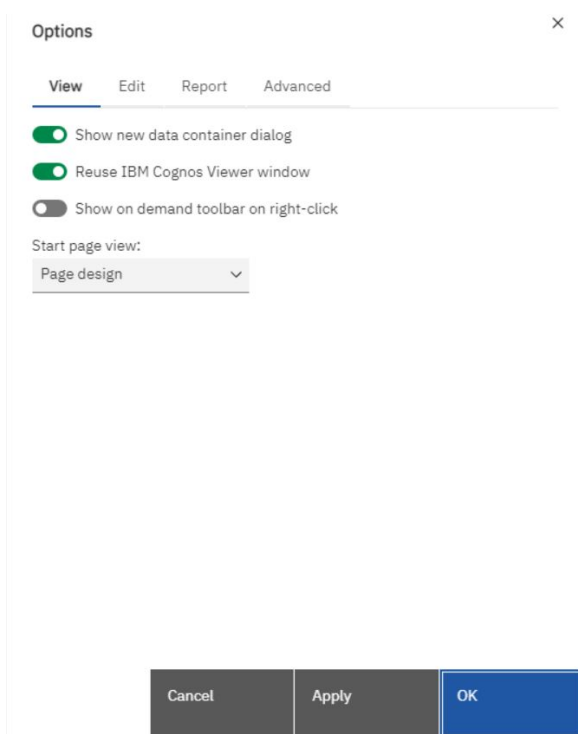 Options
View Edit Report Advanced
Show new data container dialog
Reuse IBM Cognos Viewer window
Show on demand toolbar on right-click
Start page view:
Page design
Cancel Apply OK